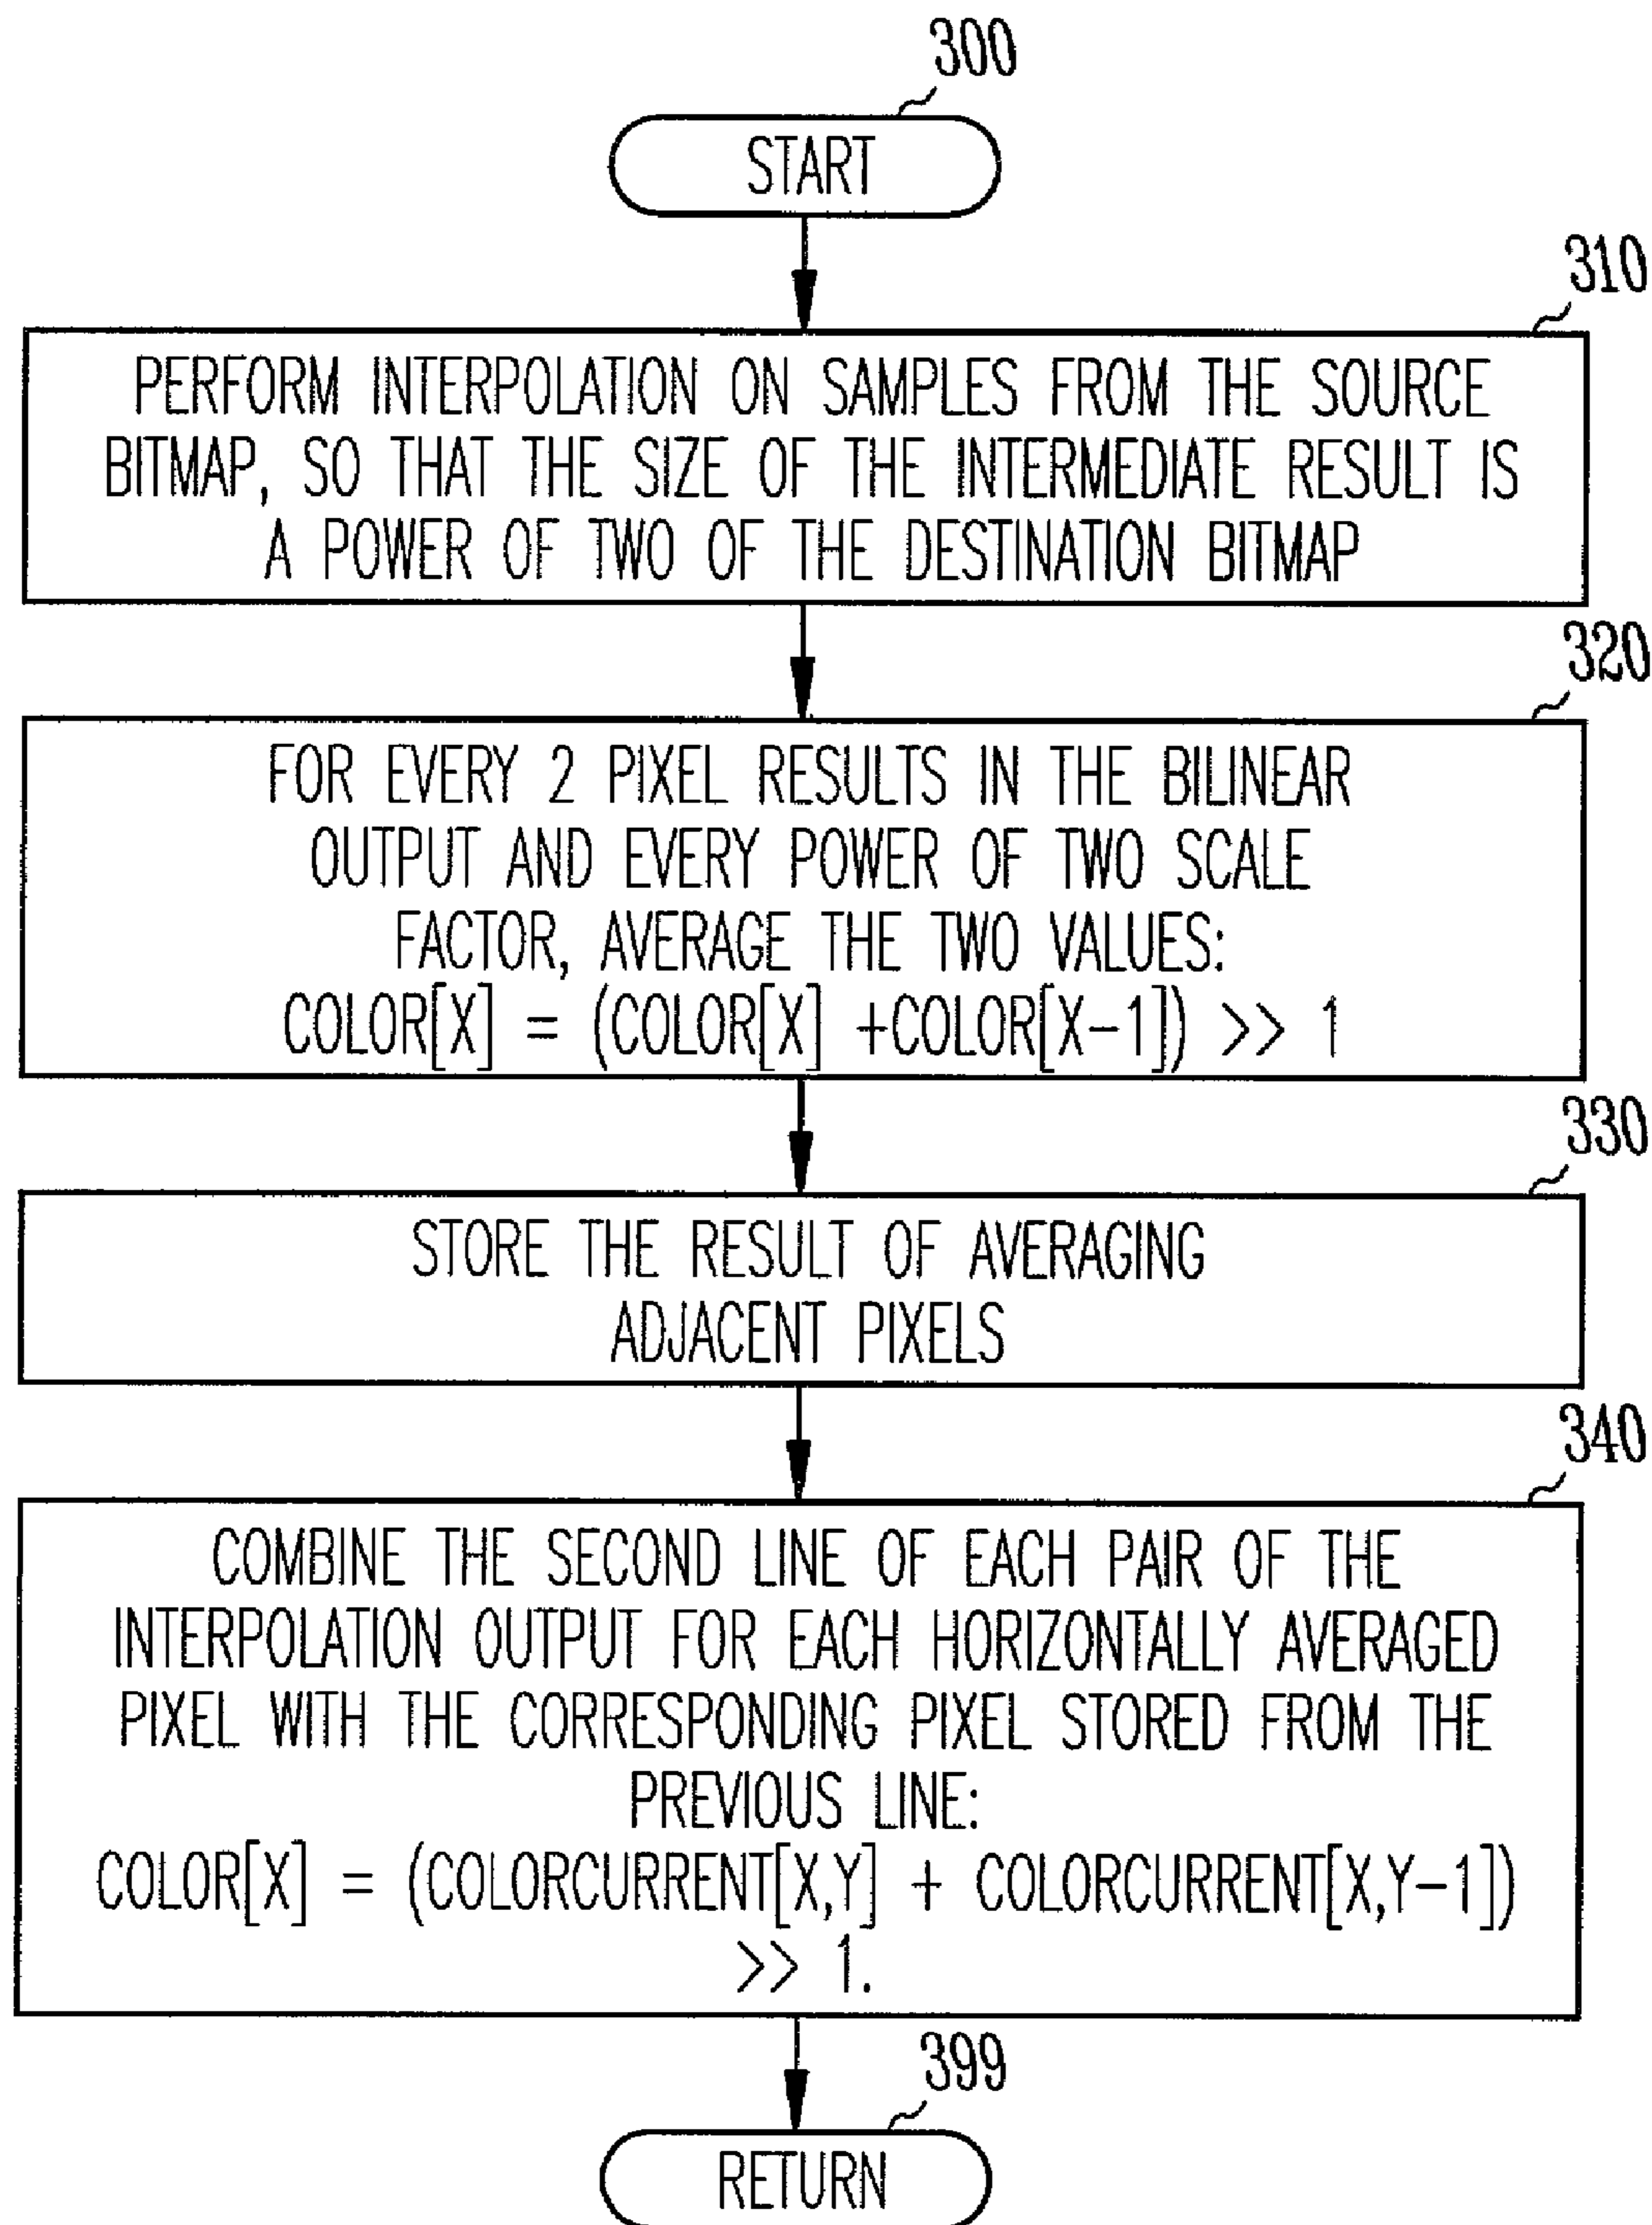 300
START
310
PERFORM INTERPOLATION ON SAMPLES FROM THE SOURCE
BITMAP, SO THAT THE SIZE OF THE INTERMEDIATE RESULT IS
A POWER OF TWO OF THE DESTINATION BITMAP
320
FOR EVERY 2 PIXEL RESULTS IN THE BILINEAR
OUTPUT AND EVERY POWER OF TWO SCALE
FACTOR, AVERAGE THE TWO VALUES:
COLOR[X] = (COLOR[X] +COLOR[X-1]) >> 1
330
STORE THE RESULT OF AVERAGING
ADJACENT PIXELS
340
COMBINE THE SECOND LINE OF EACH PAIR OF THE
INTERPOLATION OUTPUT FOR EACH HORIZONTALLY AVERAGED
PIXEL WITH THE CORRESPONDING PIXEL STORED FROM THE
PREVIOUS LINE:
COLOR[X] = (COLORCURRENT[X,Y] + COLORCURRENT[X,Y-1])
>> 1.
399
RETURN